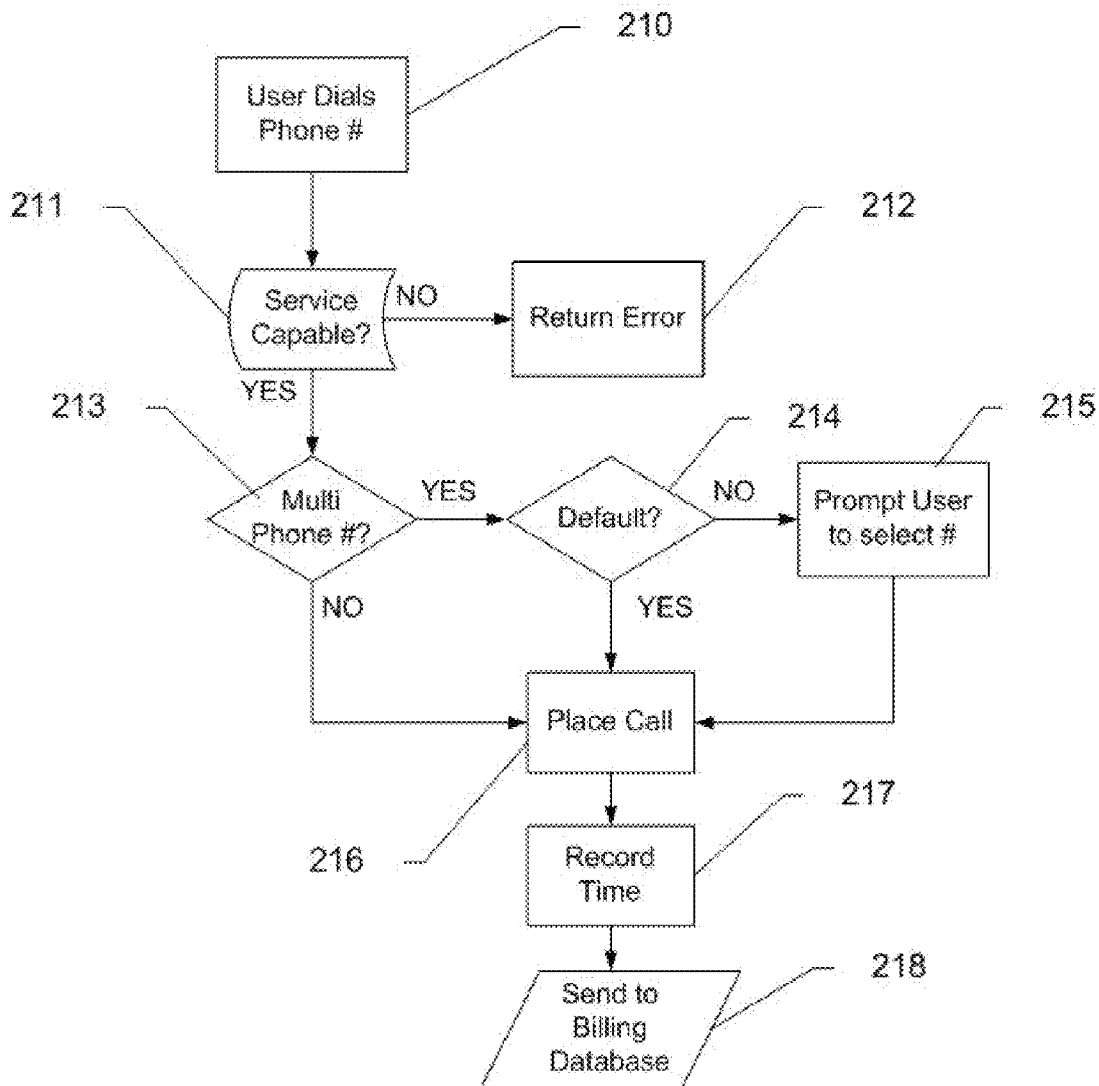 210
User Dials
Phone #
211
212
Service
Capable?
NO
Return Error
YES
213
214
215
Multi
Phone #?
YES
Default?
NO
Prompt User
to select #
NO
YES
Place Call
216
217
Record
Time
218
Send to
Billing
Database